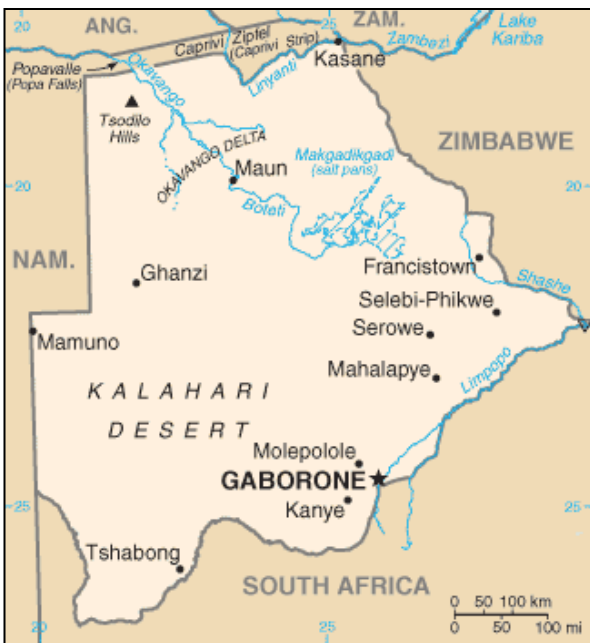 20
25
ANG.
ZAM.
Lake
Kariba
Caprivi Zipfel
(Caprivi Strip)
Zambezi
Popavalle
(Popa Falls)
Okavango
Kasane
Linyanti
Tsodilo
Hills
ZIMBABWE
OKAVANGO DELTA
Makgadikgadi
(salt pans)
Maun
20
20
Boteti
NAM.
Francistown
Ghanzi
Shashe
Selebi-Phikwe
Serowe
Mamuno
Mahalapye
Limpopo
KALAHARI
DESERT
Molepolole
GABORONE
25
25
Kanye
Tshabong
SOUTH AFRICA
0 50 100 km
0 50 100 mi
20
25